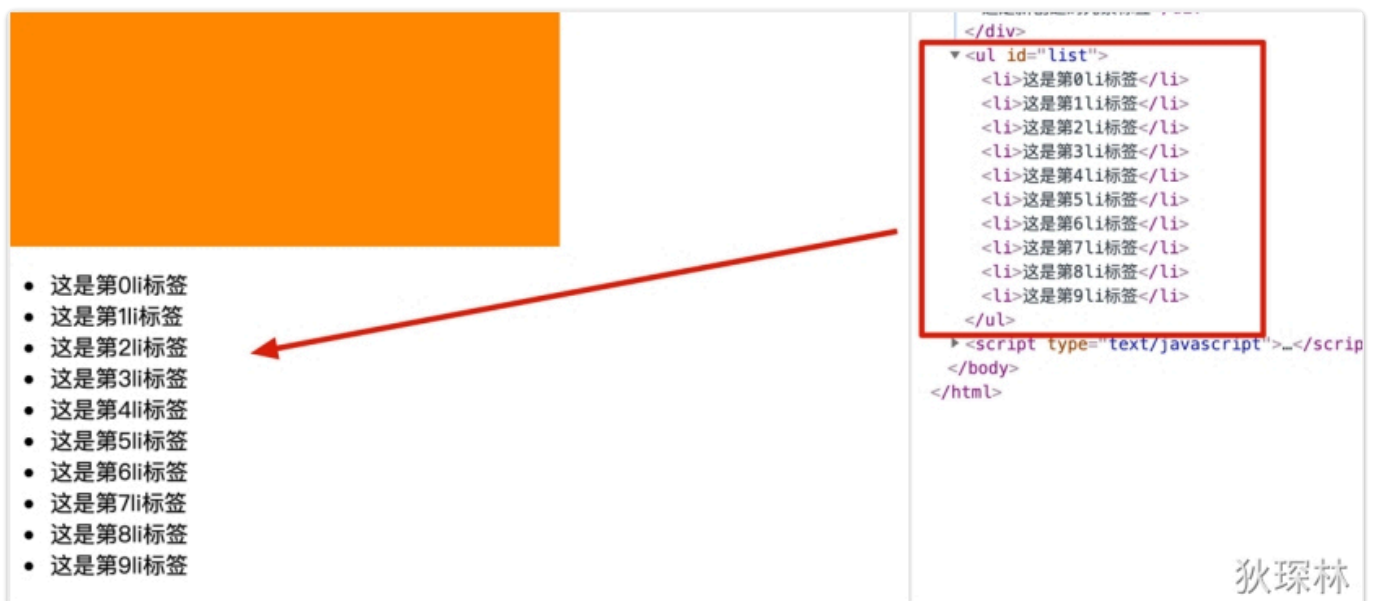 这是第0li标签
这是第1li标签
这是第2li标签
这是第3li标签
这是第4li标签
这是第5li标签
这是第6li标签
这是第7li标签
这是第8li标签
这是第9li标签
</div>
<ul id="list">
<li>这是第0li标签</li>
<li>这是第1li标签</li>
<li>这是第2li标签</li>
<li>这是第3li标签</li>
<li>这是第4li标签</li>
<li>这是第5li标签</li>
<li>这是第6li标签</li>
<li>这是第7li标签</li>
<li>这是第8li标签</li>
<li>这是第9li标签</li>
</ul>
<script type="text/javascript">…</scrip
</body>
</html>
狄琛林